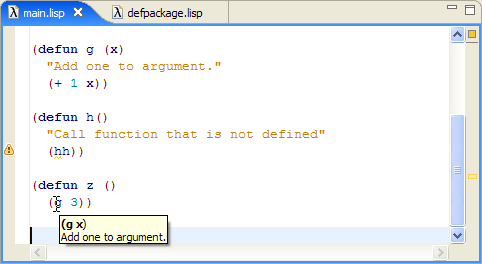 main.lisp defpackage.lisp
(defun g (x)
"Add one to argument."
(+ 1 x))
(defun h()
"Call function that is not defined"
(hh))
(defun z ()
(g 3))
(g x)
Add one to argument.